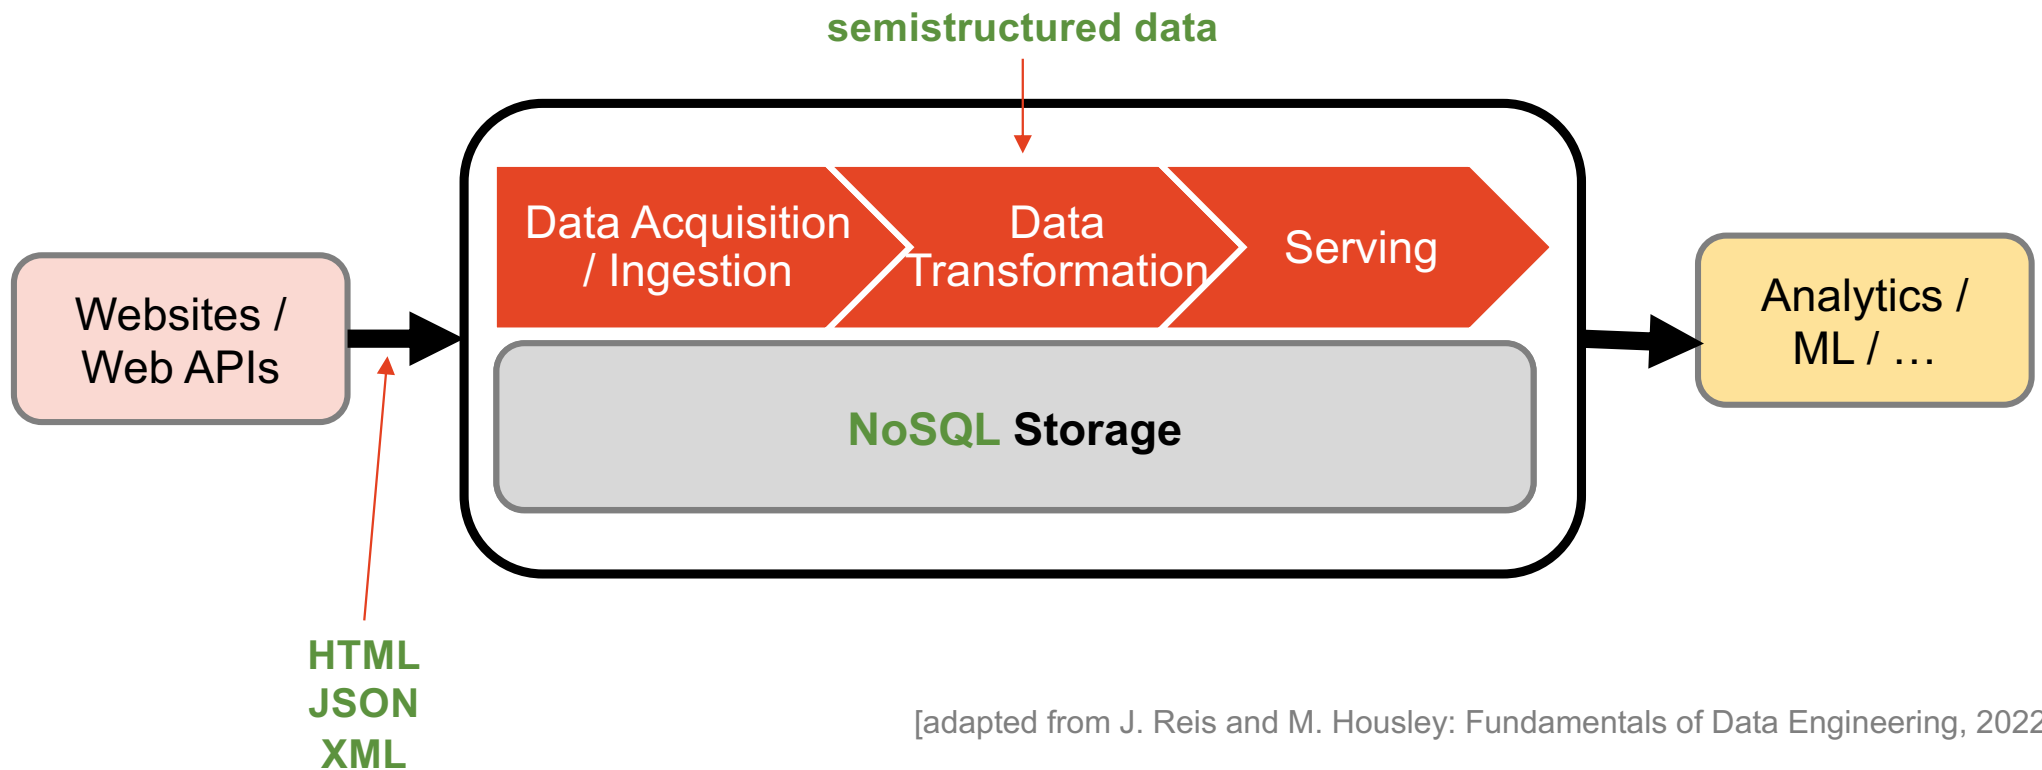 semistructured data
Data Acquisition
/ Ingestion
Data
Transformation
Serving
Websites /
Web APIs
Analytics /
ML / …
NoSQL Storage
HTML
JSON
XML
[adapted from J. Reis and M. Housley: Fundamentals of Data Engineering, 2022